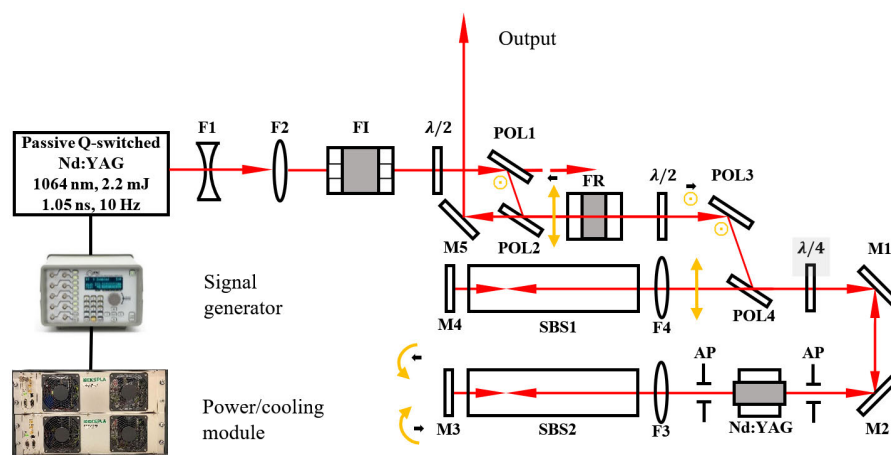 Output
F1
F2
FI
λ/2
POL1
Passive Q-switched
Nd:YAG
1064 nm, 2.2 mJ
1.05 ns, 10 Hz
FR
λ/2
POL3
M5
POL2
λ/4
M1
Signal
generator
M4
SBS1
F4
POL4
AP
AP
Power/cooling
module
M3
SBS2
F3
Nd:YAG
M2
EKSPLA